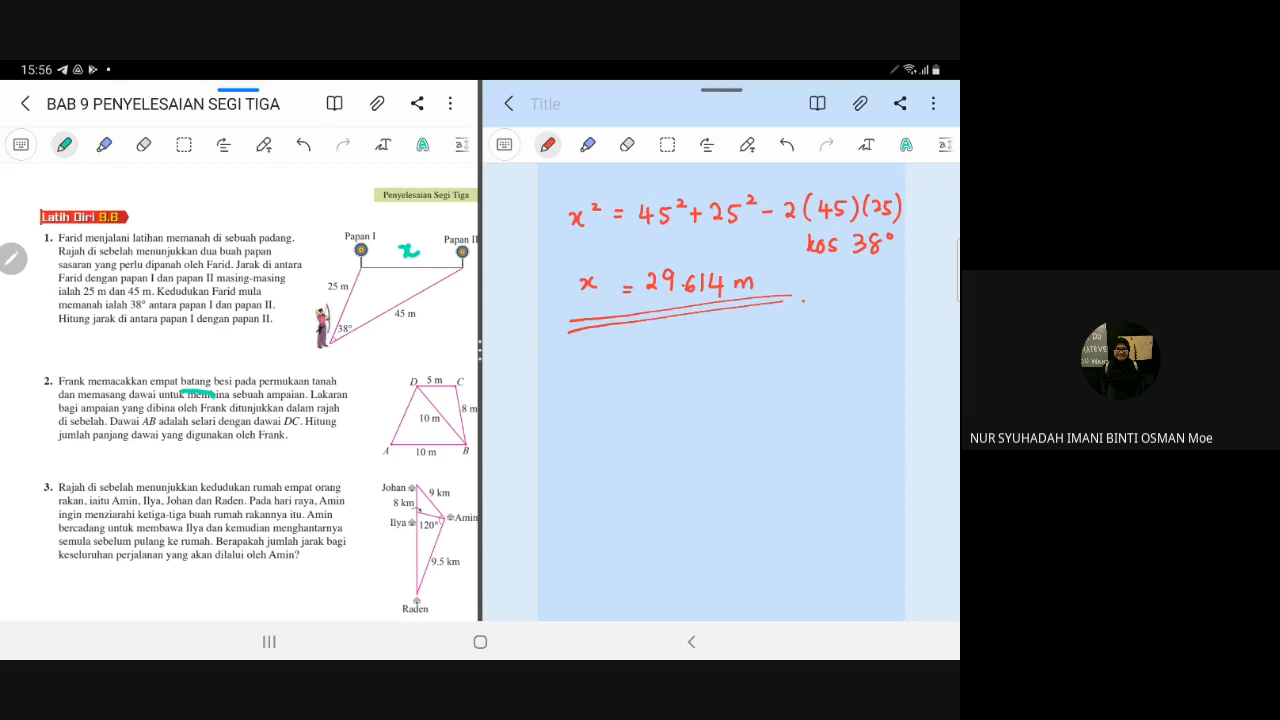 15:56
BAB 9 PENYELESAIAN SEGI TIGA
Title
Penyelesaian Segi Tiga
Latih Diri 9.6
1. Farid menjalani latihan memanah di sebuah padang.
Rajah di sebelah menunjukkan dua buah papan
sasaran yang perlu dipanah oleh Farid. Jarak di antara
Farid dengan papan I dan papan II masing-masing
ialah 25 m dan 45 m. Kedudukan Farid mula
memanah ialah 38° antara papan I dan papan II.
Hitung jarak di antara papan I dengan papan II.
Papan I
x
Papan II
25 m
45 m
38°
2. Frank memacakkan empat batang besi pada permukaan tanah
dan memasang dawai untuk membina sebuah ampaian. Lakaran
bagi ampaian yang dibina oleh Frank ditunjukkan dalam rajah
di sebelah. Dawai AB adalah selari dengan dawai DC. Hitung
jumlah panjang dawai yang digunakan oleh Frank.
D 5 m C
8 m
10 m
A 10 m B
3. Rajah di sebelah menunjukkan kedudukan rumah empat orang
rakan, iaitu Amin, Ilya, Johan dan Raden. Pada hari raya, Amin
ingin menziarahi ketiga-tiga buah rumah rakannya itu. Amin
bercadang untuk membawa Ilya dan kemudian menghantarnya
semula sebelum pulang ke rumah. Berapakah jumlah jarak bagi
keseluruhan perjalanan yang akan dilalui oleh Amin?
Johan
9 km
8 km
Amin
Ilya
120°
9.5 km
Raden
x² = 45² + 25² - 2(45)(25)
kos 38°
x = 29.614 m
NUR SYUHADAH IMANI BINTI OSMAN Moe